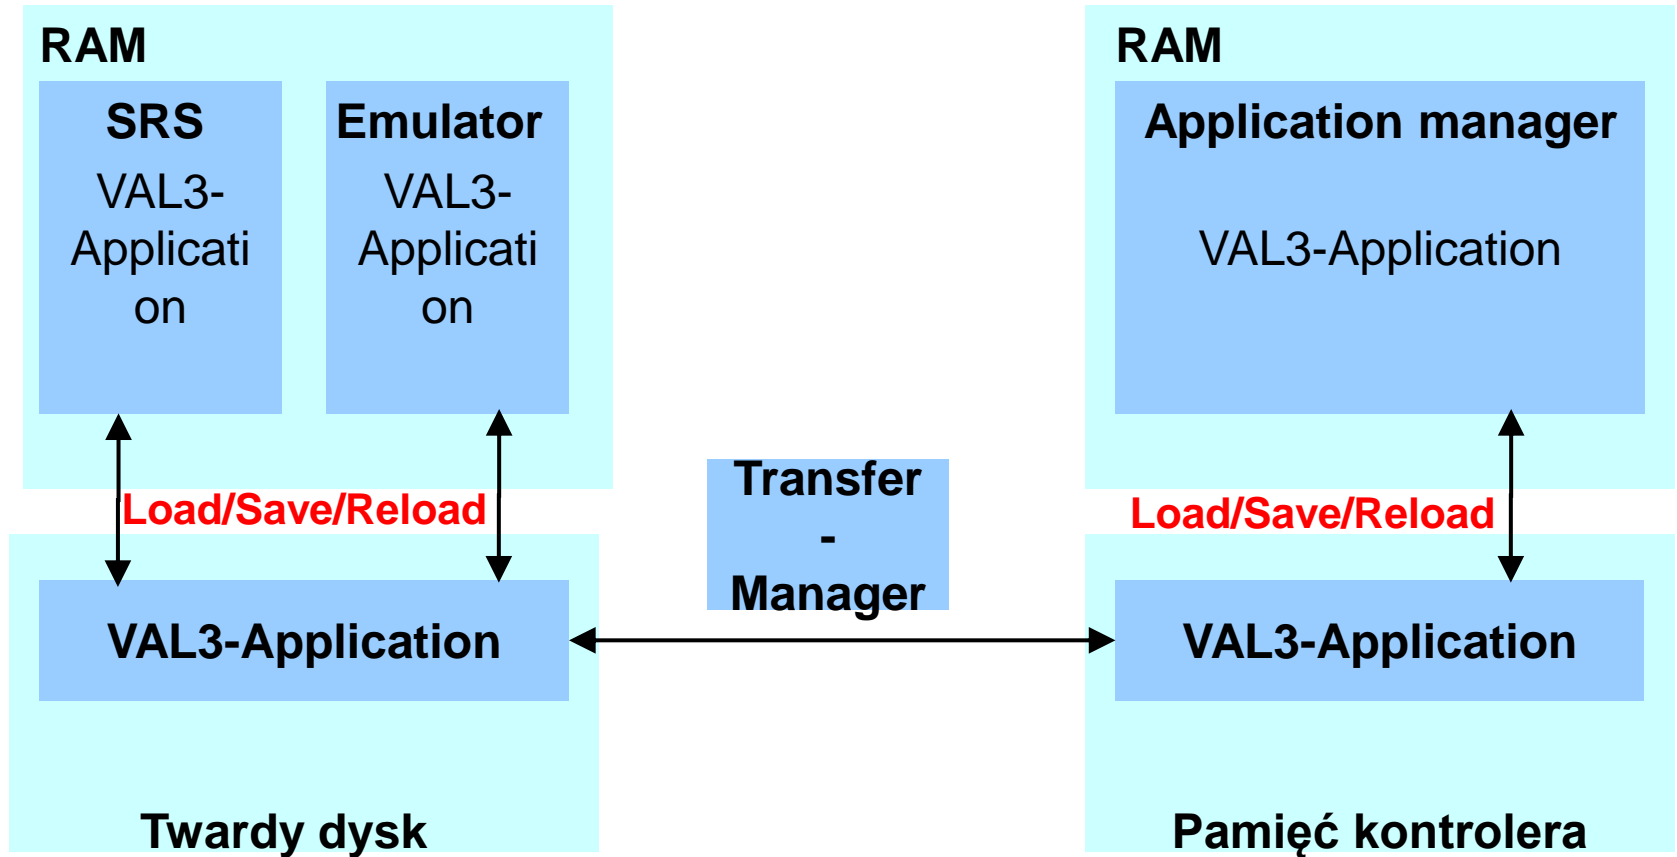 RAM
SRS
VAL3-
Applicati
on
Emulator
VAL3-
Applicati
on
Load/Save/Reload
VAL3-Application
Twardy dysk
Transfer
-
Manager
RAM
Application manager
VAL3-Application
Load/Save/Reload
VAL3-Application
Pamięć kontrolera